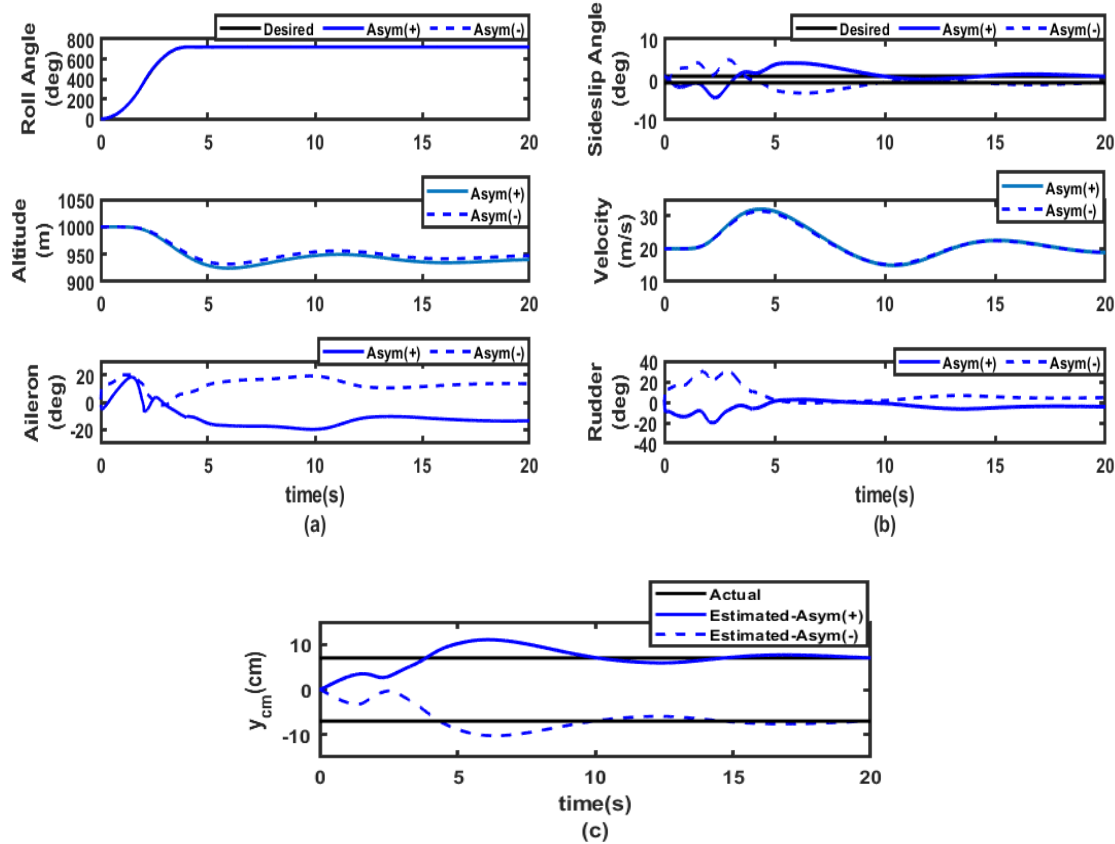 Desired Asym(+) Asym(-)
Roll Angle
(deg)
800
600
400
200
0
0 5 10 15 20
Asym(+)
Asym(-)
Altitude
(m)
1050
1000
950
900
0 5 10 15 20
Asym(+) Asym(-)
Aileron
(deg)
20
0
-20
0 5 10 15 20
time(s)
(a)
Desired Asym(+) Asym(-)
Sideslip Angle
(deg)
10
0
-10
0 5 10 15 20
Asym(+)
Asym(-)
Velocity
(m/s)
30
20
10
0 5 10 15 20
Asym(+) Asym(-)
Rudder
(deg)
40
20
0
-20
-40
0 5 10 15 20
time(s)
(b)
Actual
Estimated-Asym(+)
Estimated-Asym(-)
y_cm(cm)
10
0
-10
0 5 10 15 20
time(s)
(c)